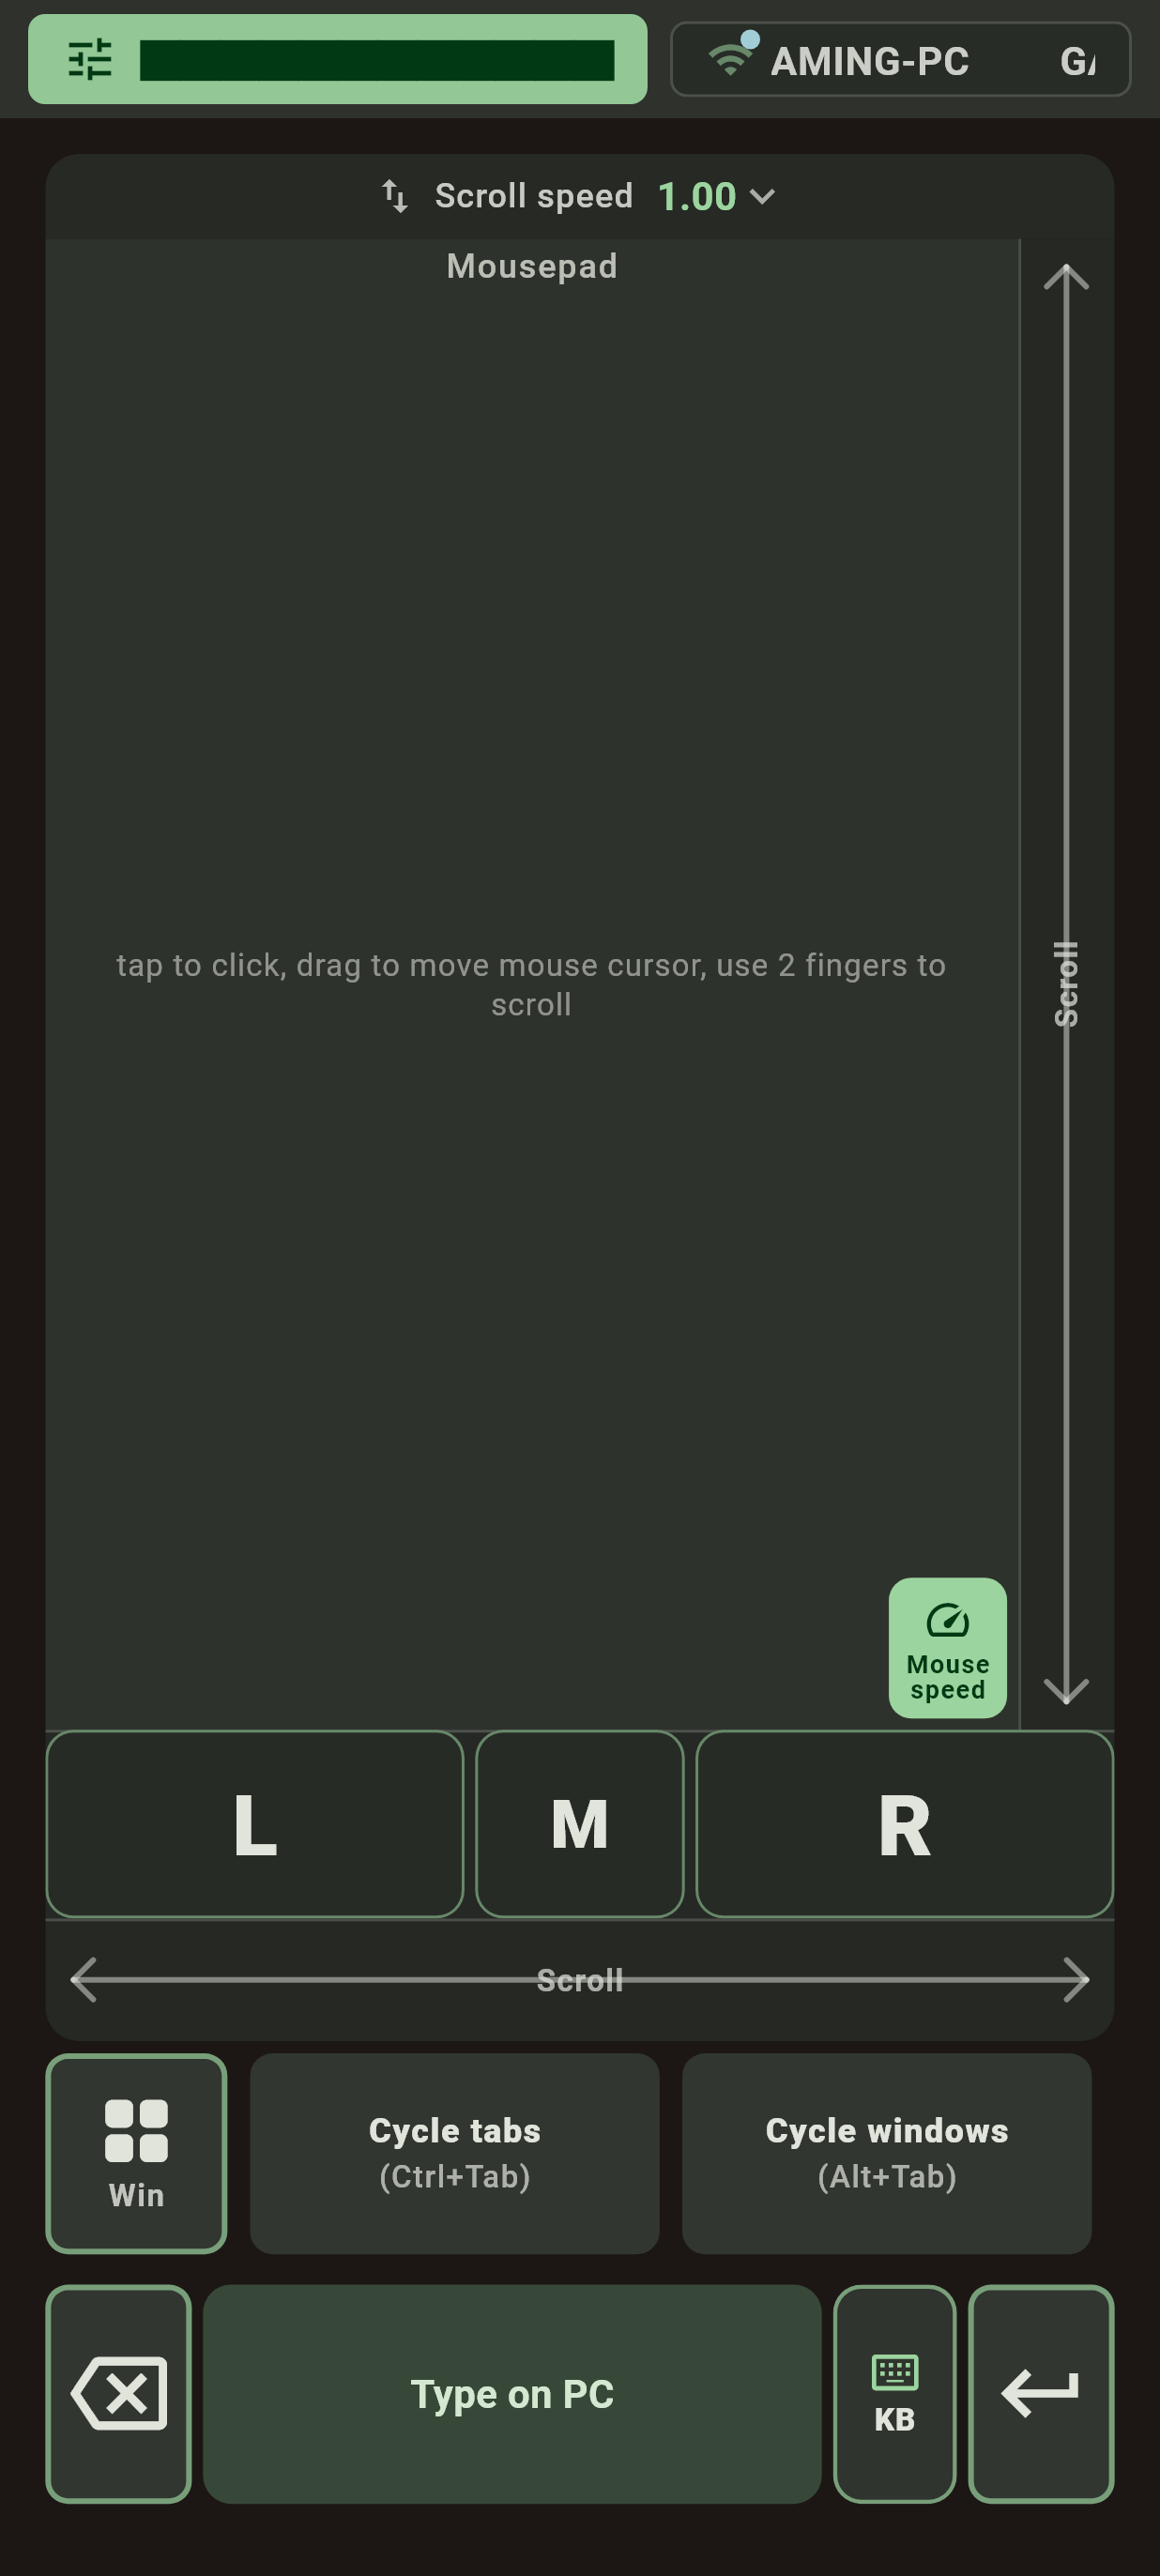 AMING-PC
Scroll speed 1.00
Mousepad
tap to click, drag to move mouse cursor, use 2 fingers to
scroll
Scroll
Mouse
speed
L M R
Scroll
Win
Cycle tabs
(Ctrl+Tab)
Cycle windows
(Alt+Tab)
Type on PC
KB